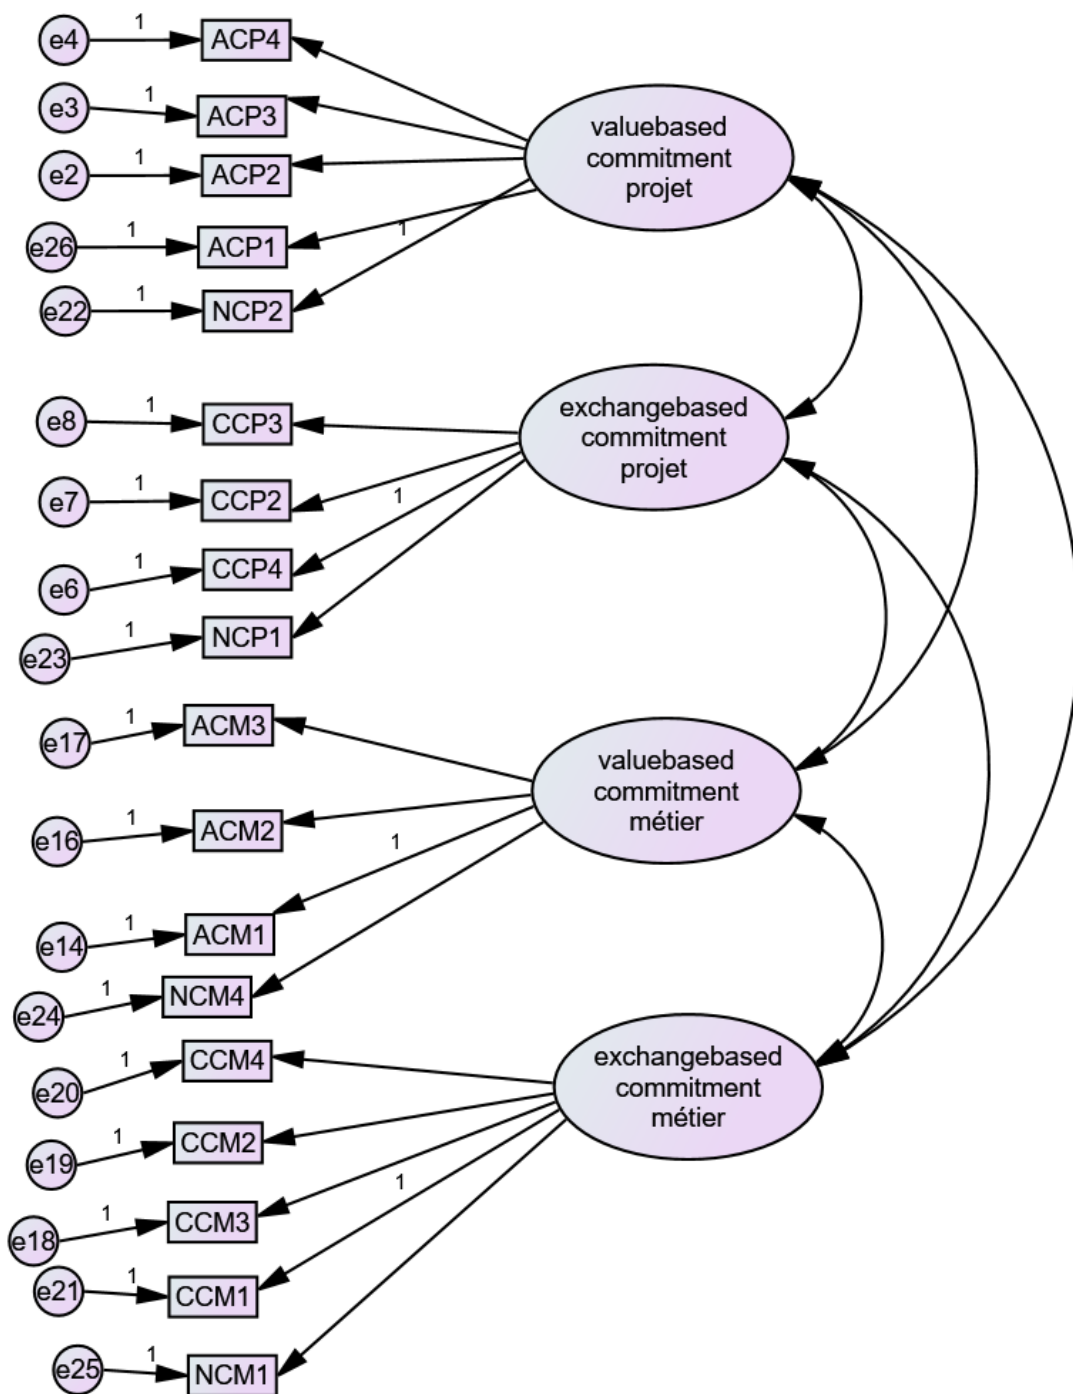 e4 1 ACP4
e3 1 ACP3
e2 1 ACP2
e26 1 ACP1
1
e22 1 NCP2
valuebased
commitment
projet
e8 1 CCP3
e7 1 CCP2
1
e6 1 CCP4
e23 1 NCP1
exchangebased
commitment
projet
e17 1 ACM3
e16 1 ACM2
1
e14 1 ACM1
e24 1 NCM4
valuebased
commitment
métier
e20 1 CCM4
e19 1 CCM2
e18 1 CCM3
1
e21 1 CCM1
e25 1 NCM1
exchangebased
commitment
métier